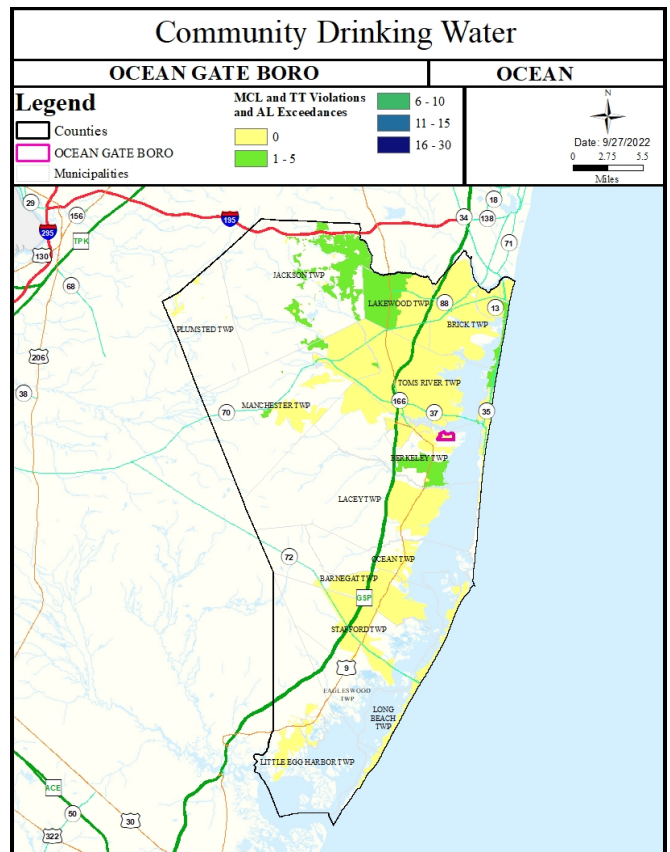 Community Drinking Water
OCEAN GATE BORO
OCEAN
Legend
Counties
OCEAN GATE BORO
Municipalities
MCL and TT Violations
and AL Exceedances
0
1 - 5
6 - 10
11 - 15
16 - 30
N
Date: 9/27/2022
0 2.75 5.5
Miles
29
156
295
TPK
130
68
206
38
195
34
18
138
71
JACKSON TWP
LAKEWOOD TWP
88
13
BRICK TWP
PLUMSTED TWP
TOMS RIVER TWP
MANCHESTER TWP
70
166
37
35
BERKELEY TWP
LACEY TWP
72
OCEAN TWP
BARNEGAT TWP
GSP
STAFFORD TWP
9
EAGLESWOOD
TWP
LONG
BEACH
TWP
LITTLE EGG HARBOR TWP
ACE
50
30
322